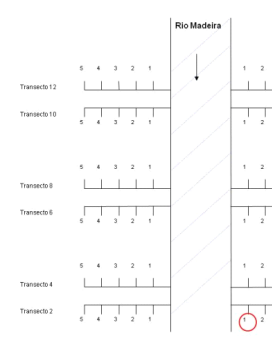 Rio Madeira
5 4 3 2 1 1 2
Transecto 12
Transecto 10
5 4 3 2 1 1 2
5 4 3 2 1 1 2
Transecto 8
Transecto 6
5 4 3 2 1 1 2
5 4 3 2 1 1 2
Transecto 4
Transecto 2
5 4 3 2 1 1 2